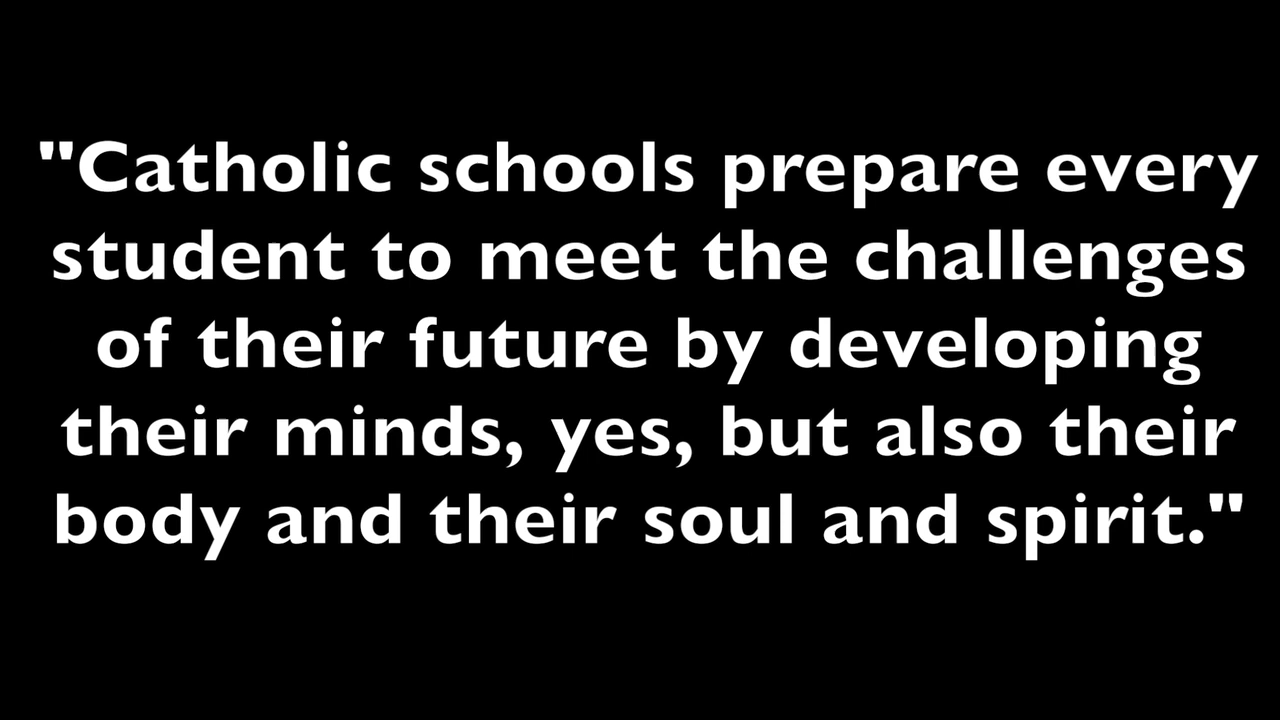 "Catholic schools prepare every
student to meet the challenges
of their future by developing
their minds, yes, but also their
body and their soul and spirit."